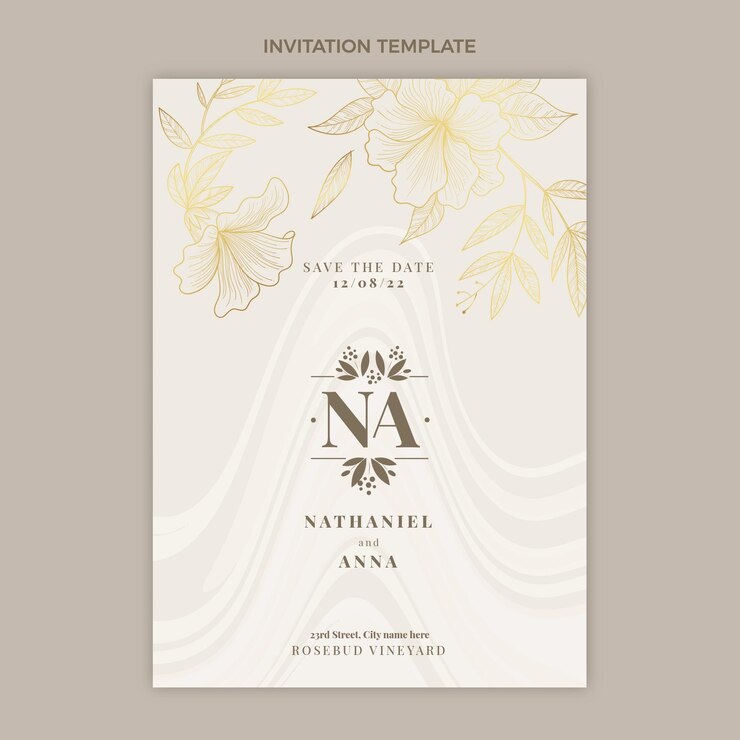 INVITATION TEMPLATE
SAVE THE DATE
12/08/22
NA
NATHANIEL
and
ANNA
23rd Street, City name here
ROSEBUD VINEYARD